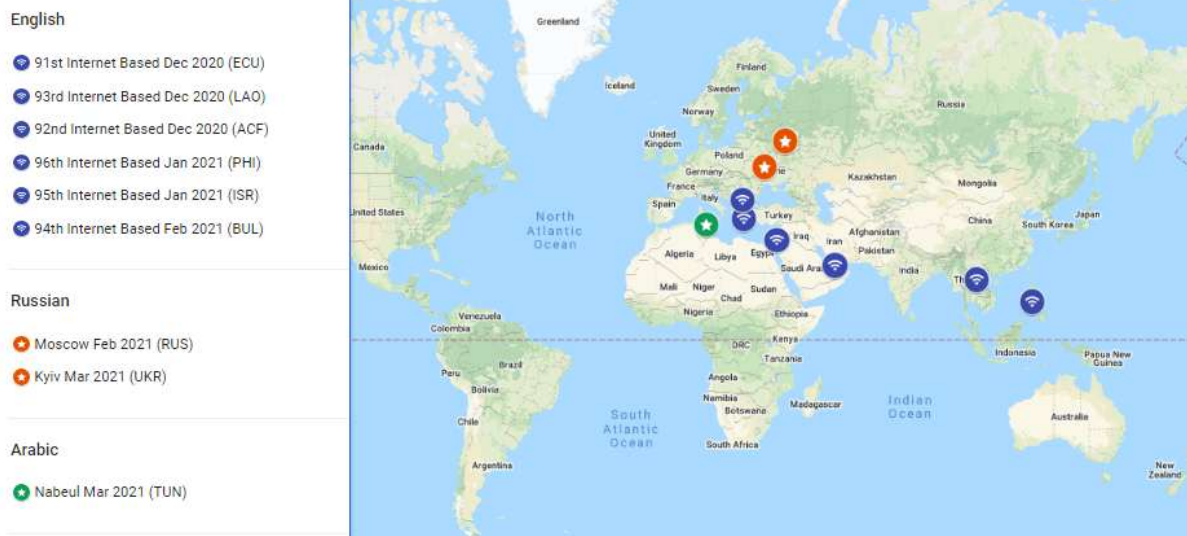 English
91st Internet Based Dec 2020 (ECU)
93rd Internet Based Dec 2020 (LAO)
92nd Internet Based Dec 2020 (ACF)
96th Internet Based Jan 2021 (PHI)
95th Internet Based Jan 2021 (ISR)
94th Internet Based Feb 2021 (BUL)
Russian
Moscow Feb 2021 (RUS)
Kyiv Mar 2021 (UKR)
Arabic
Nabeul Mar 2021 (TUN)
Greenland
Iceland
Finland
Sweden
Norway
Russia
United
Kingdom
Canada
Poland
Germany
France
Italy
Spain
Kazakhstan
Mongolia
United States
North
Atlantic
Ocean
Turkey
China
Japan
South Korea
Afghanistan
Iraq
Iran
Pakistan
Algeria
Libya
Egypt
Saudi Ara
India
Th
Mexico
Mali
Niger
Chad
Sudan
Nigeria
Ethiopia
Venezuela
Colombia
DRC
Kenya
Tanzania
Indonesia
Papua New
Guinea
Peru
Brazil
Bolivia
Angola
Namibia
Botswana
Madagascar
Indian
Ocean
South
Atlantic
Ocean
Chile
Australia
South Africa
Argentina
New
Zealand